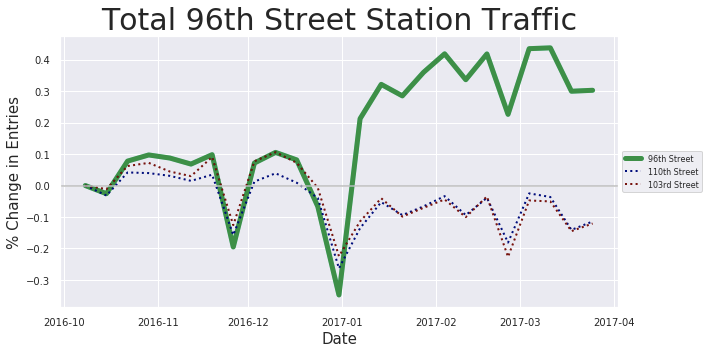 Total 96th Street Station Traffic
% Change in Entries
0.4
0.3
0.2
0.1
0.0
−0.1
−0.2
−0.3
96th Street
110th Street
103rd Street
2016-10
2016-11
2016-12
2017-01
2017-02
2017-03
2017-04
Date